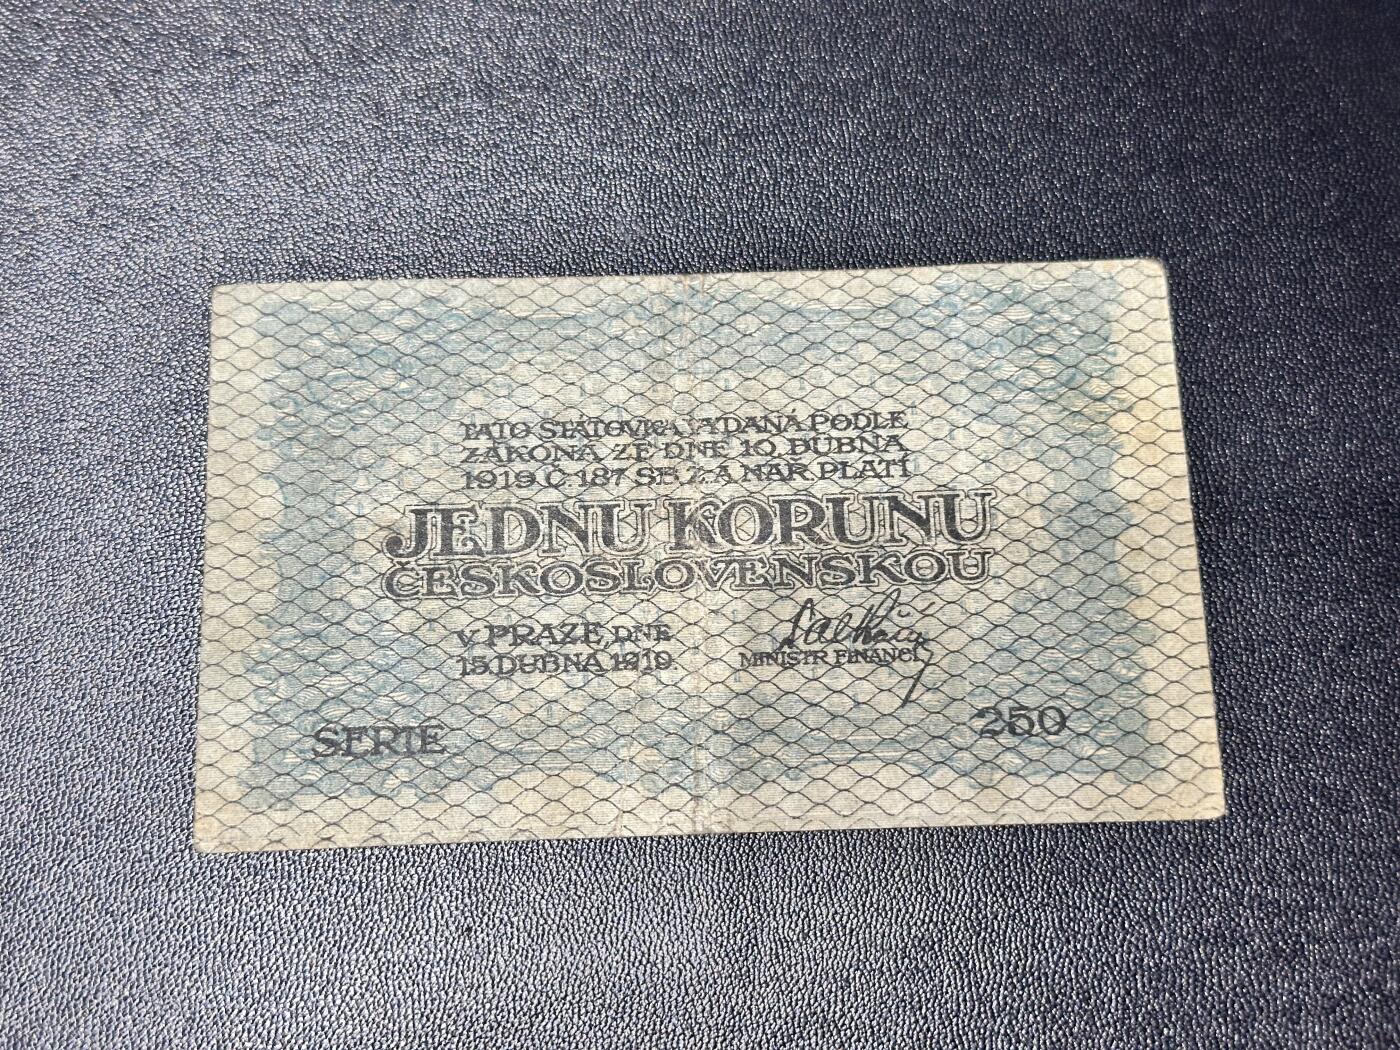 TATO STÁTOVKA VYDANÁ PODLE
ZÁKONA ZE DNE 10. DUBNA
1919 Č 187 SB. Z. A NAŘ. PLATÍ
JEDNU KORUNU
ČESKOSLOVENSKOU
V PRAZE, DNE
15. DUBNA 1919.
MINISTR FINANCÍ
SERIE 250